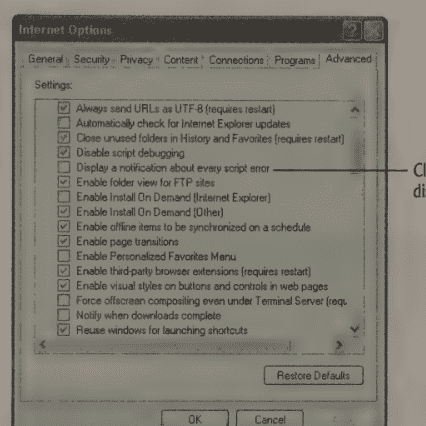 Internet Options
General Security Privacy Content Connections Programs Advanced
Settings:
Always send URLs as UTF-8 (requires restart)
Automatically check for Internet Explorer updates
Close unused folders in History and Favorites (requires restart)
Disable script debugging
Display a notification about every script error
Enable folder view for FTP sites
Enable Install On Demand (Internet Explorer)
Enable Install On Demand (Other)
Enable offline items to be synchronized on a schedule
Enable page transitions
Enable Personalized Favorites Menu
Enable third-party browser extensions (requires restart)
Enable visual styles on buttons and controls in web pages
Force offscreen compositing even under Terminal Server (requ
Notify when downloads complete
Reuse windows for launching shortcuts
Restore Defaults
OK Cancel